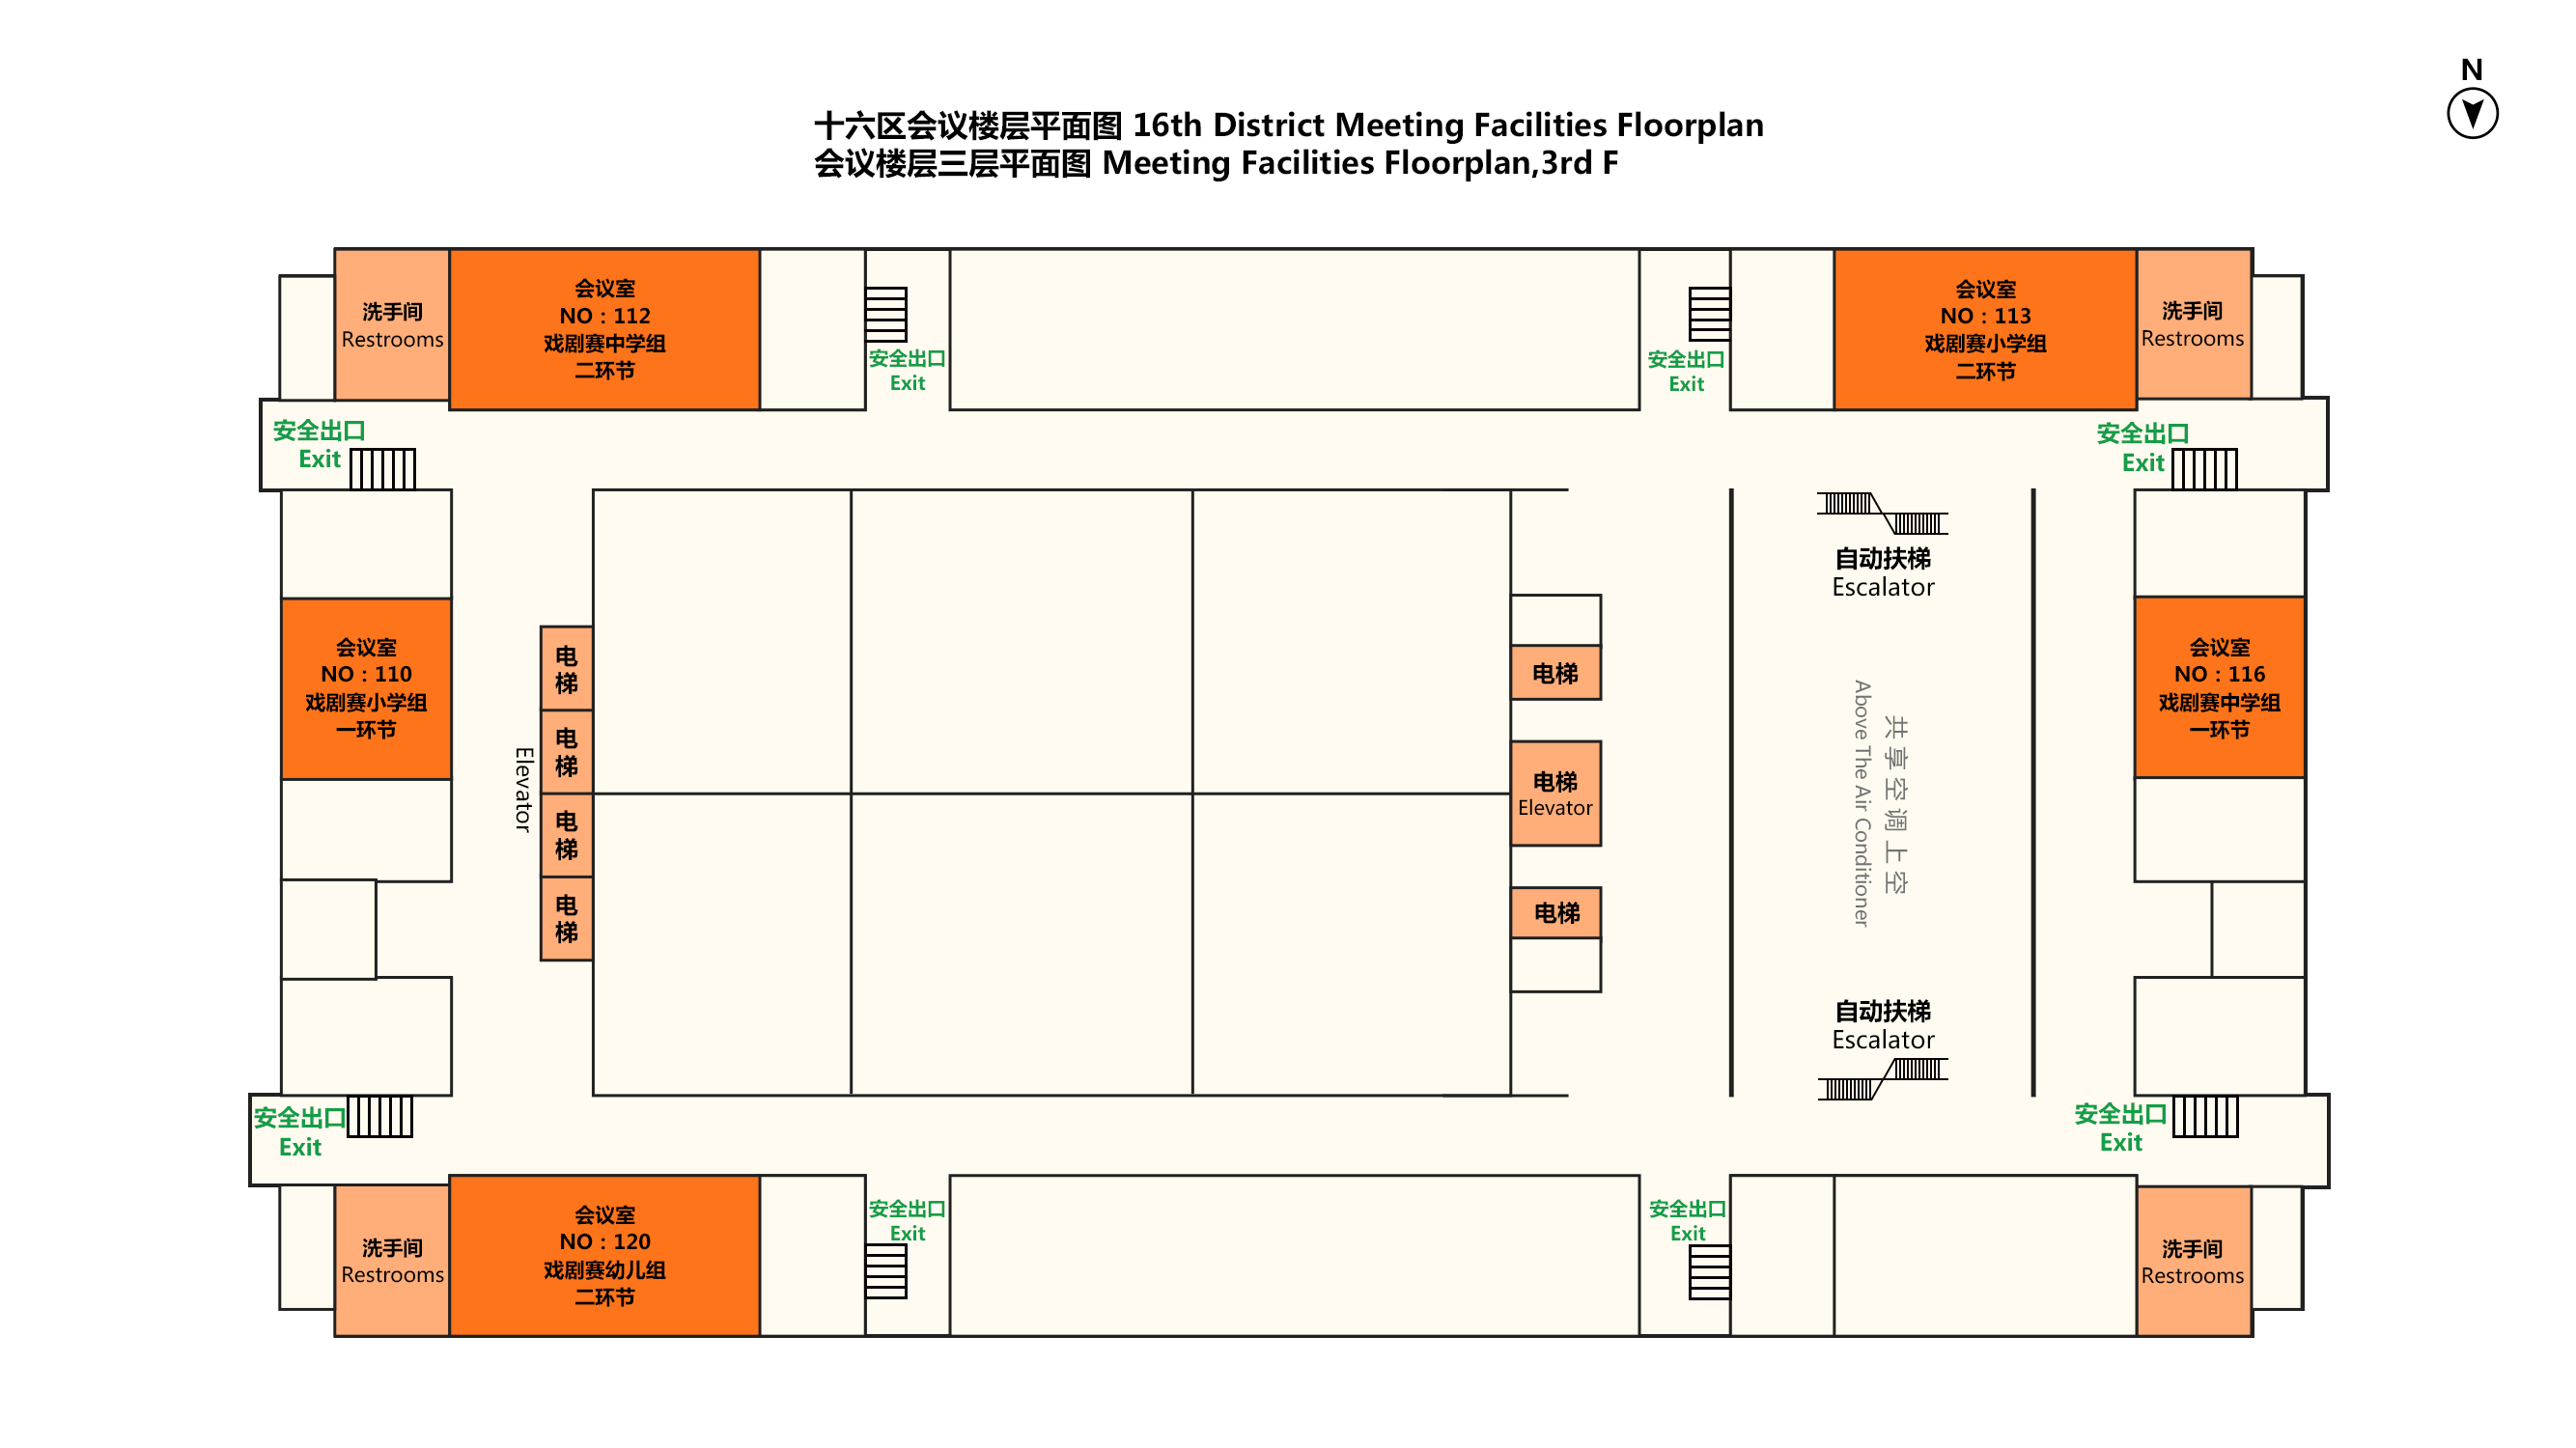 N
十六区会议楼层平面图 16th District Meeting Facilities Floorplan
会议楼层三层平面图 Meeting Facilities Floorplan,3rd F
洗手间
Restrooms
会议室
NO：112
戏剧赛中学组
二环节
安全出口
Exit
安全出口
Exit
会议室
NO：113
戏剧赛小学组
二环节
洗手间
Restrooms
安全出口
Exit
安全出口
Exit
自动扶梯
Escalator
会议室
NO：110
戏剧赛小学组
一环节
Elevator
电梯
电梯
电梯
电梯
电梯
电梯
Elevator
电梯
共享空调上空
Above The Air Conditioner
会议室
NO：116
戏剧赛中学组
一环节
自动扶梯
Escalator
安全出口
Exit
安全出口
Exit
洗手间
Restrooms
会议室
NO：120
戏剧赛幼儿组
二环节
安全出口
Exit
安全出口
Exit
洗手间
Restrooms